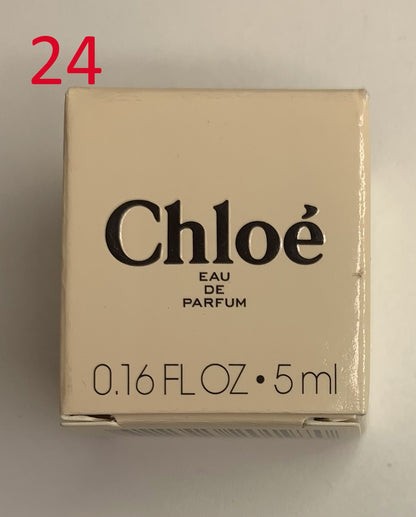 24
Chloé
EAU
DE
PARFUM
0.16 FL OZ • 5 ml